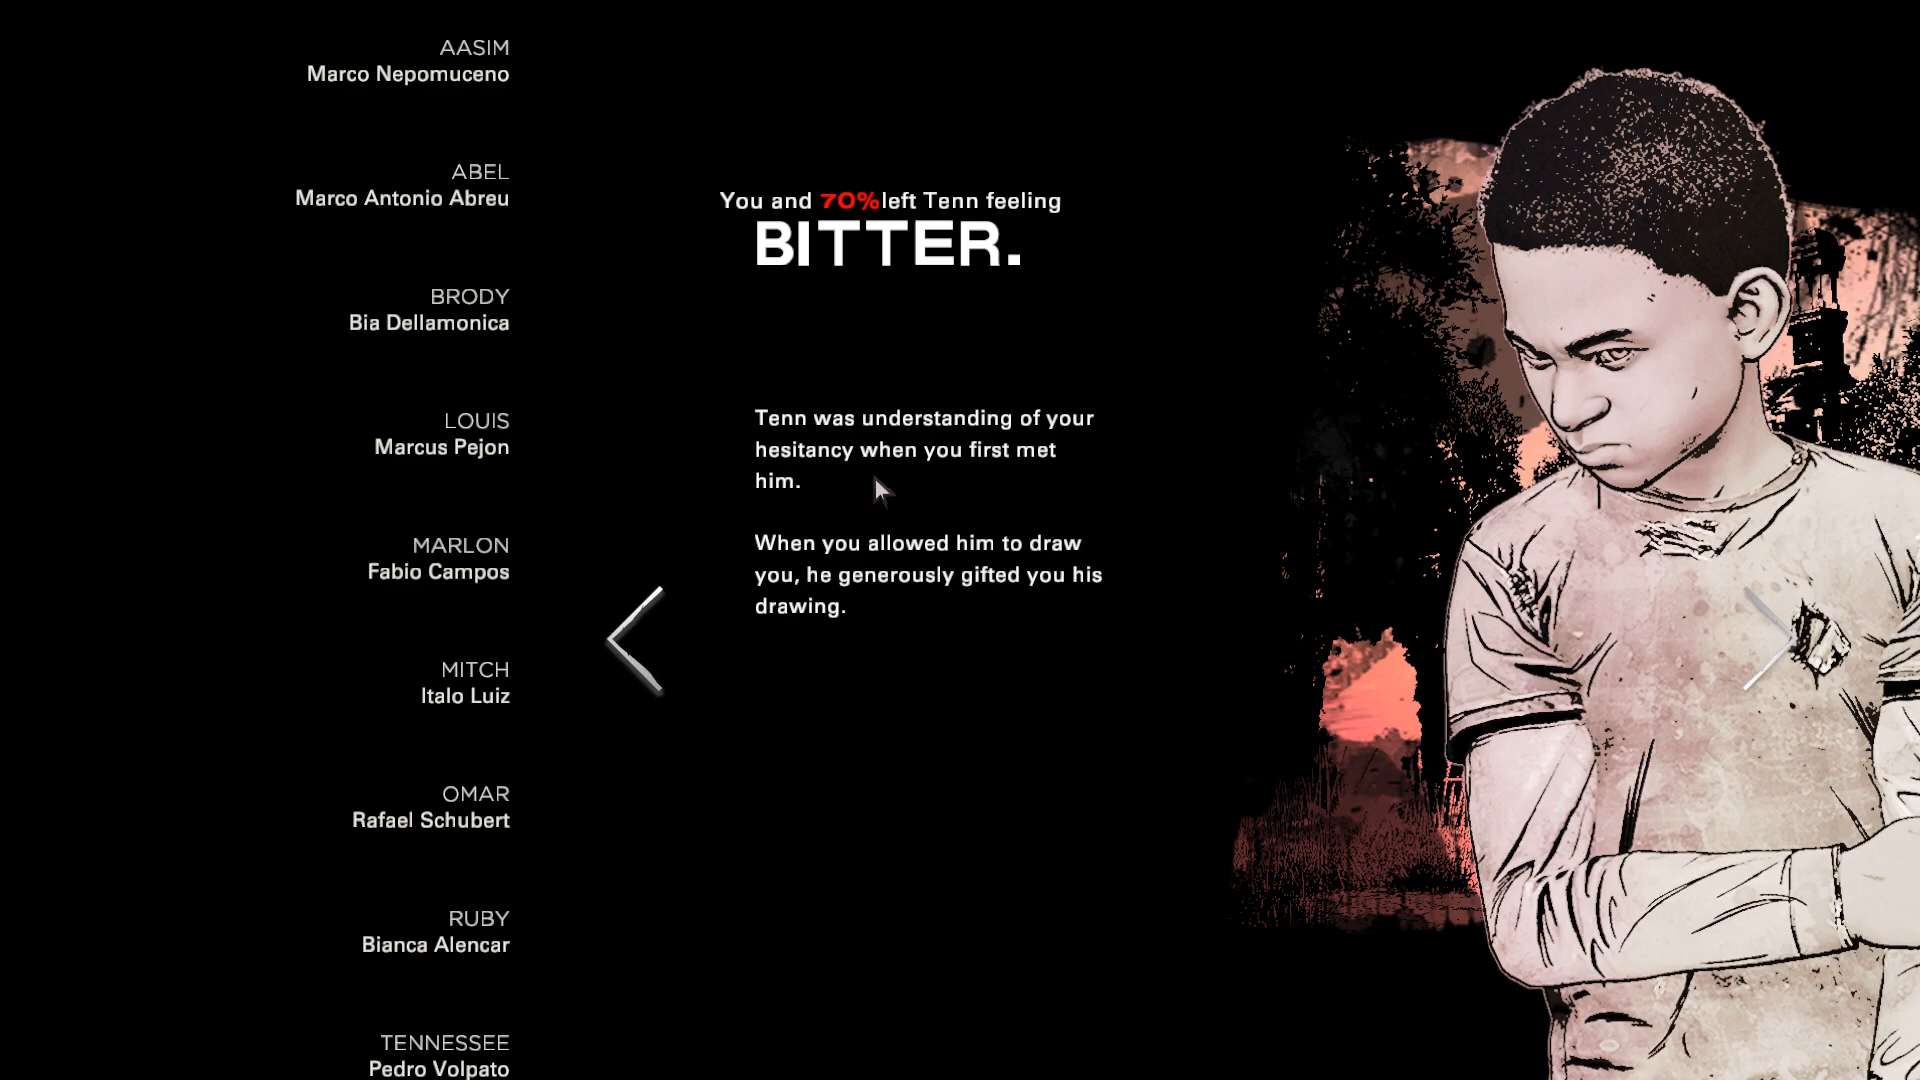 AASIM
Marco Nepomuceno
ABEL
Marco Antonio Abreu
BRODY
Bia Dellamonica
LOUIS
Marcus Pejon
MARLON
Fabio Campos
MITCH
Italo Luiz
OMAR
Rafael Schubert
RUBY
Bianca Alencar
TENNESSEE
Pedro Volpato
You and 70% left Tenn feeling
BITTER.
Tenn was understanding of your
hesitancy when you first met
him.
When you allowed him to draw
you, he generously gifted you his
drawing.